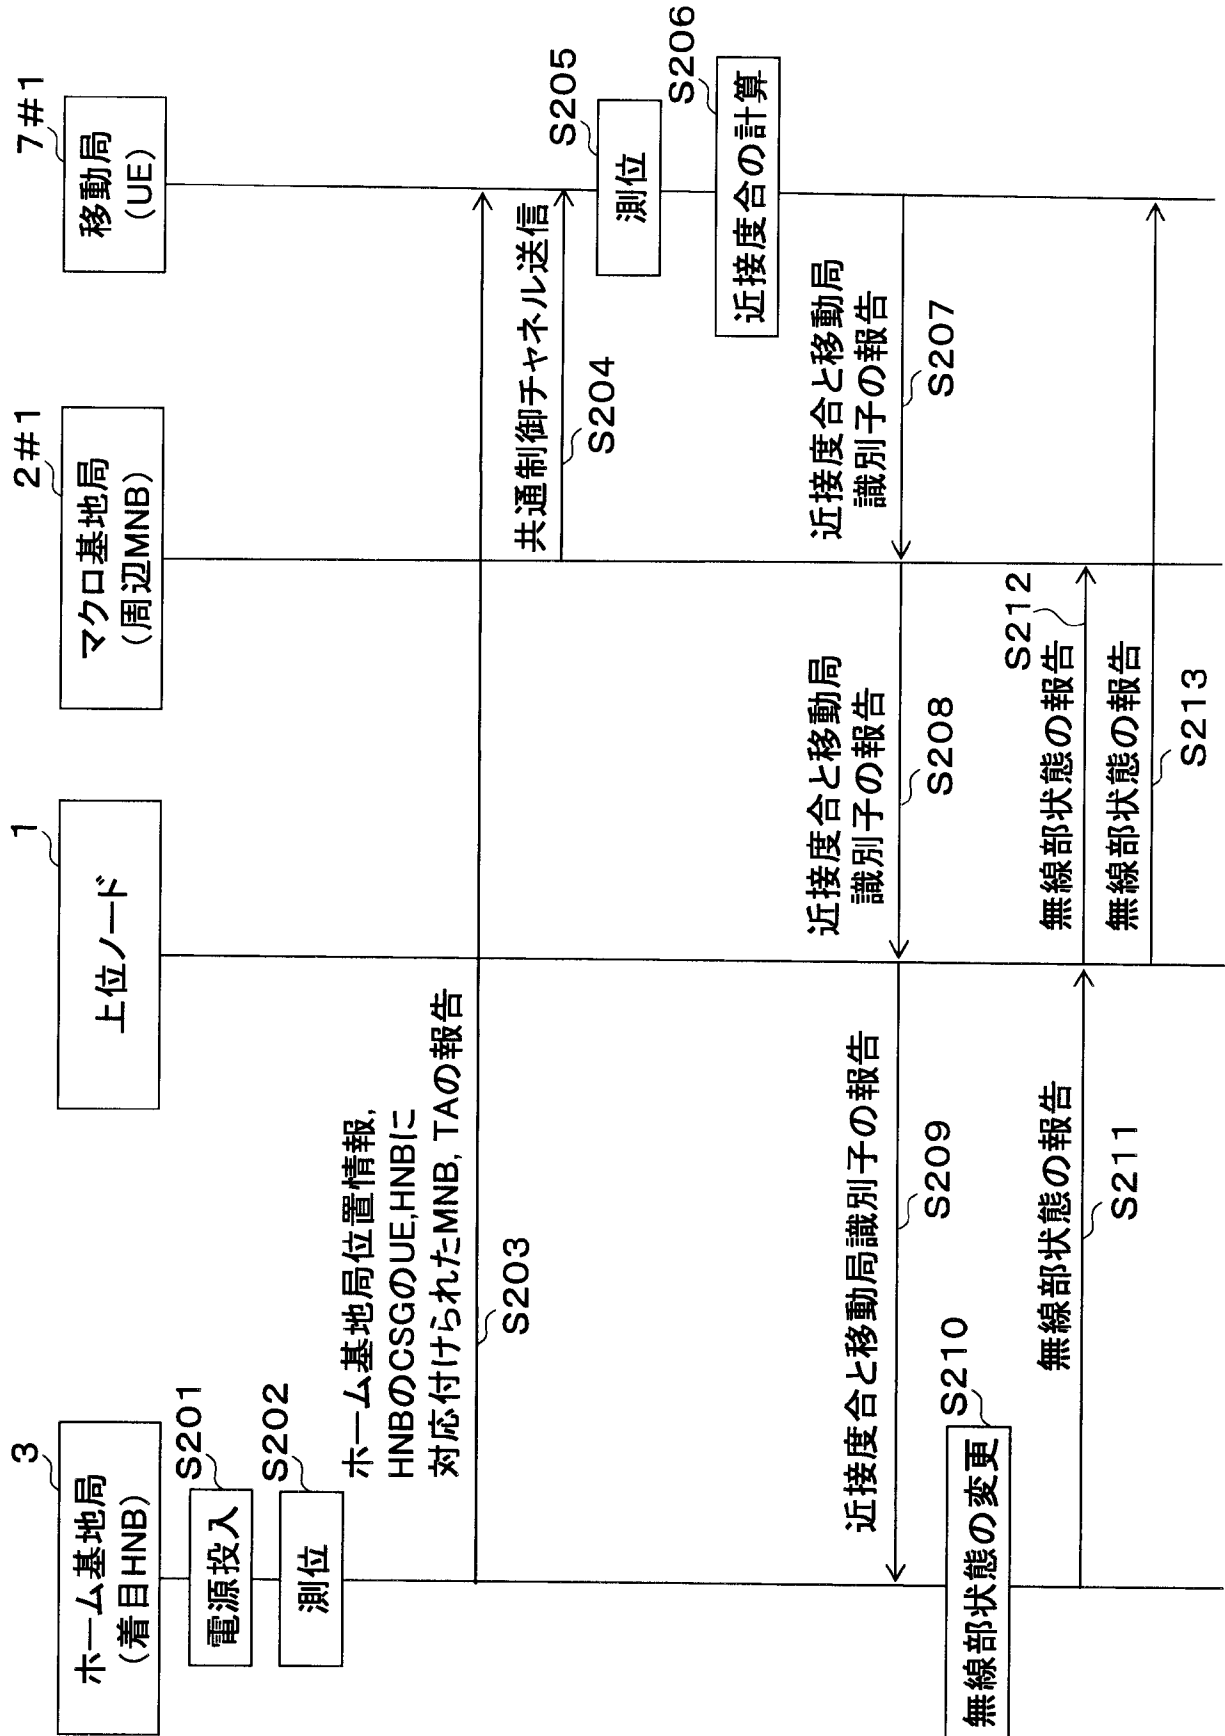 3
ホーム基地局
(着目HNB)
1
上位ノード
2#1
マクロ基地局
(周辺MNB)
7#1
移動局
(UE)
電源投入
S201
測位
S202
ホーム基地局位置情報,
HNBのCSGのUE,HNBに
対応付けられたMNB, TAの報告
S203
共通制御チャネル送信
S204
測位
S205
近接度合の計算
S206
近接度合と移動局
識別子の報告
S207
近接度合と移動局
識別子の報告
S208
近接度合と移動局識別子の報告
S209
無線部状態の変更
S210
無線部状態の報告
S211
無線部状態の報告
S212
無線部状態の報告
S213